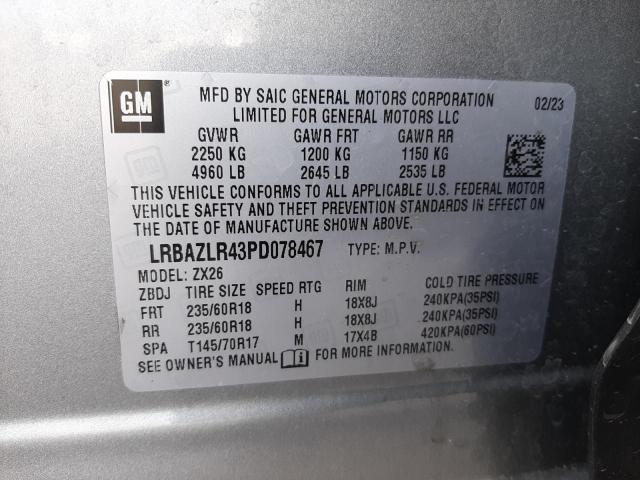 GM
MFD BY SAIC GENERAL MOTORS CORPORATION 02/23
LIMITED FOR GENERAL MOTORS LLC
GVWR GAWR FRT GAWR RR
2250 KG 1200 KG 1150 KG
4960 LB 2645 LB 2535 LB
THIS VEHICLE CONFORMS TO ALL APPLICABLE U.S. FEDERAL MOTOR
VEHICLE SAFETY AND THEFT PREVENTION STANDARDS IN EFFECT ON
THE DATE OF MANUFACTURE SHOWN ABOVE.
LRBAZLR43PD078467 TYPE: M.P.V.
MODEL: ZX26
ZBDJ TIRE SIZE SPEED RTG RIM COLD TIRE PRESSURE
FRT 235/60R18 H 18X8J 240KPA(35PSI)
RR 235/60R18 H 18X8J 240KPA(35PSI)
SPA T145/70R17 M 17X4B 420KPA(60PSI)
SEE OWNER'S MANUAL FOR MORE INFORMATION.